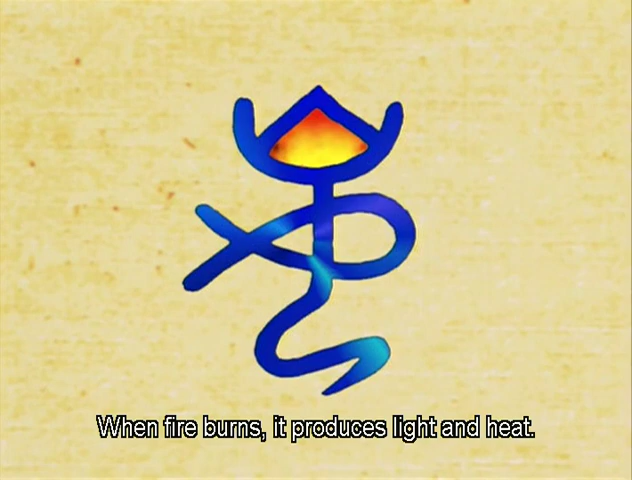 When fire burns, it produces light and heat.